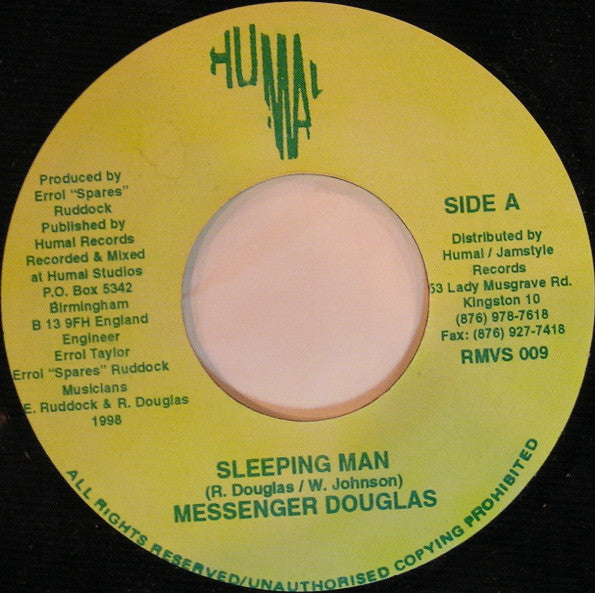 HUMAL
Produced by
Errol "Spares"
Ruddock
Published by
Humal Records
Recorded & Mixed
at Humal Studios
P.O. Box 5342
Birmingham
B 13 9FH England
Engineer
Errol Taylor
Errol "Spares" Ruddock
Musicians
E. Ruddock & R. Douglas
1998
SIDE A
Distributed by
Humal / Jamstyle
Records
53 Lady Musgrave Rd.
Kingston 10
(876) 978-7618
Fax: (876) 927-7418
RMVS 009
SLEEPING MAN
(R. Douglas / W. Johnson)
MESSENGER DOUGLAS
ALL RIGHTS RESERVED/UNAUTHORISED COPYING PROHIBITED